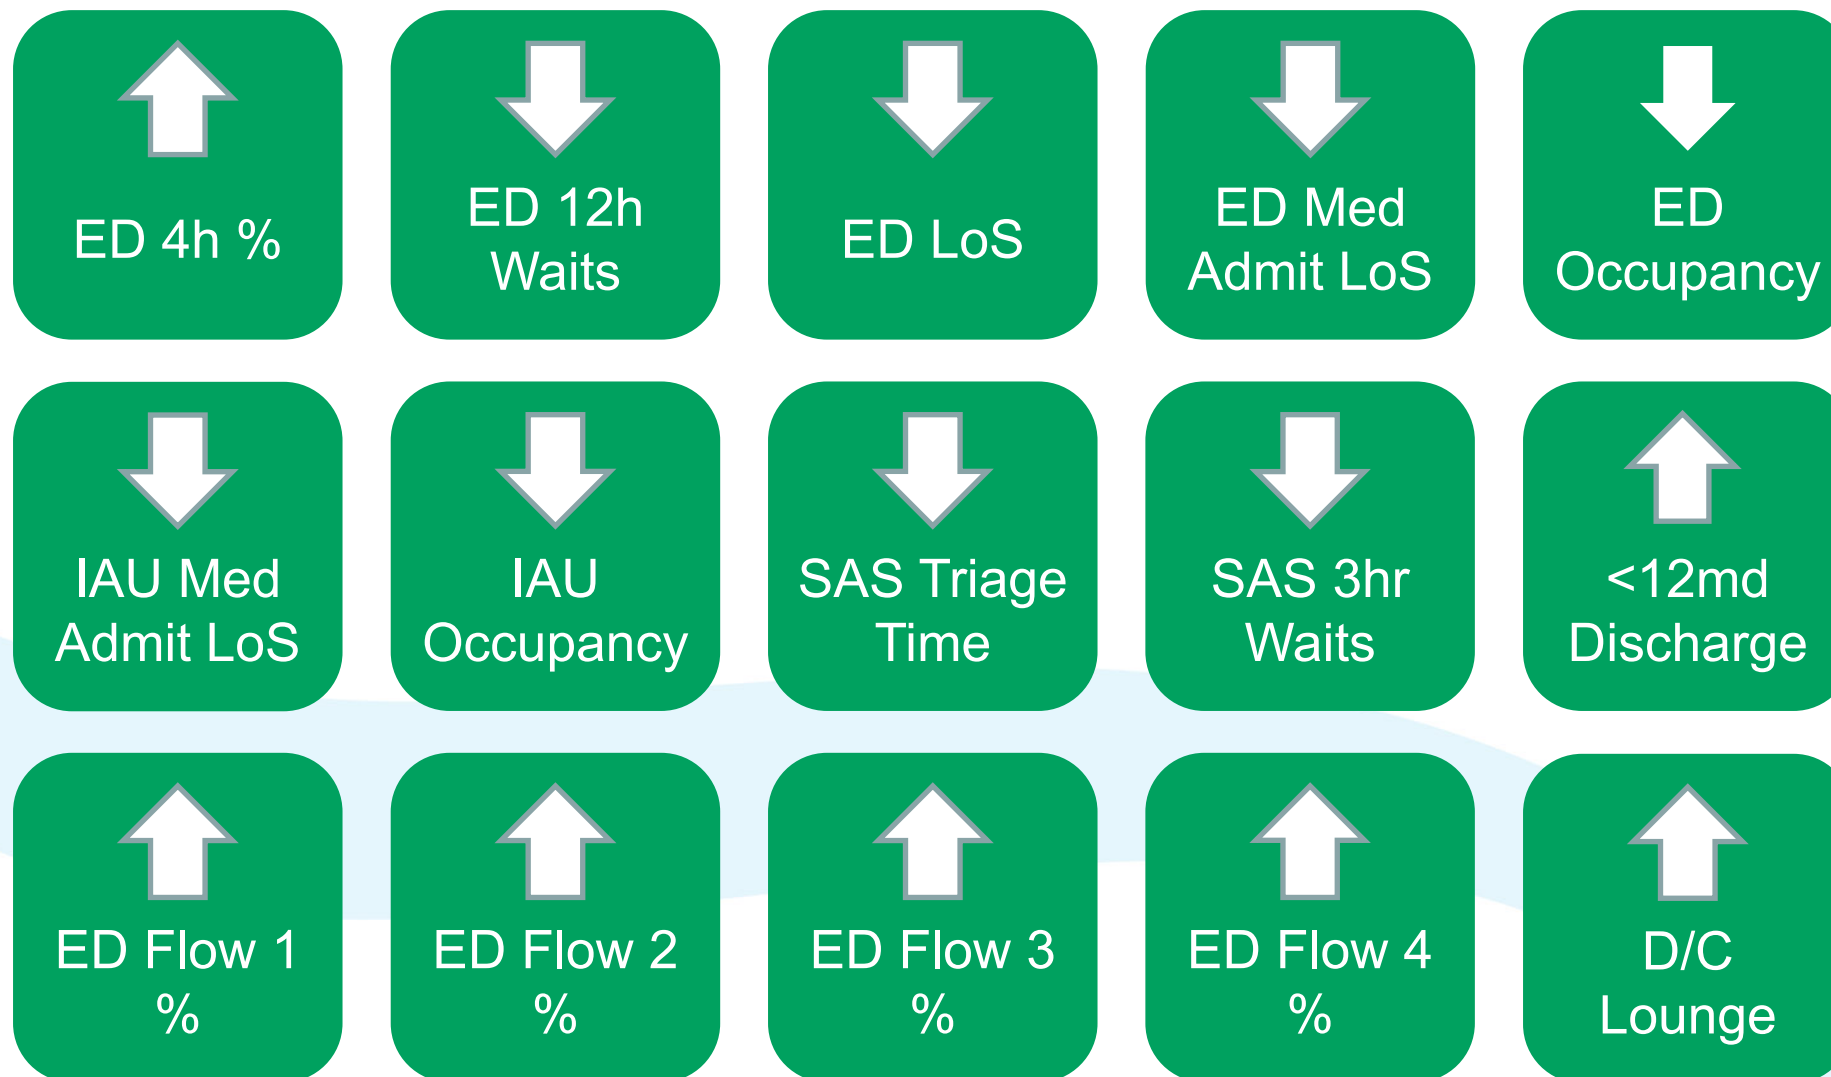 ED 4h %
ED 12h
Waits
ED LoS
ED Med
Admit LoS
ED
Occupancy
IAU Med
Admit LoS
IAU
Occupancy
SAS Triage
Time
SAS 3hr
Waits
<12md
Discharge
ED Flow 1
%
ED Flow 2
%
ED Flow 3
%
ED Flow 4
%
D/C
Lounge